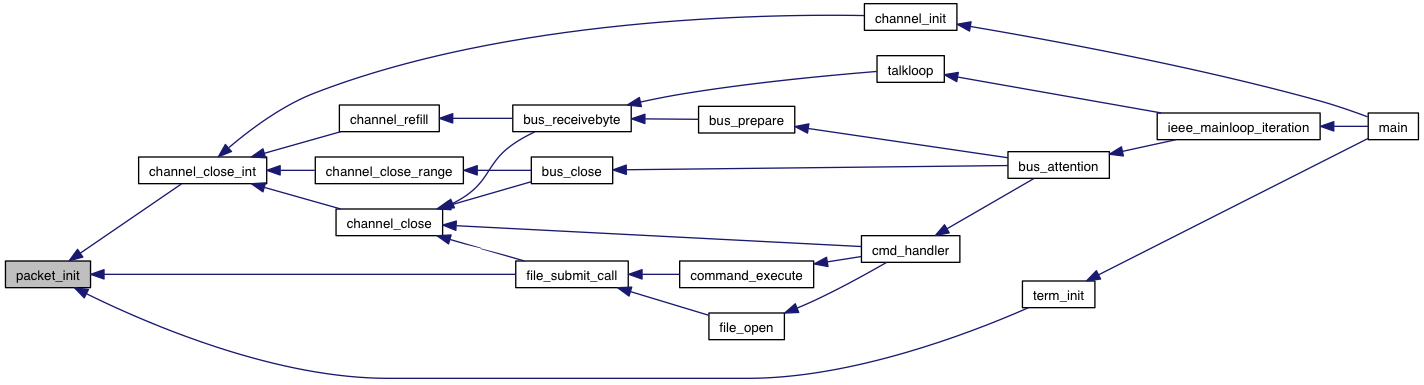 channel_init
talkloop
channel_refill
bus_receivebyte
bus_prepare
ieee_mainloop_iteration
main
channel_close_int
channel_close_range
bus_close
bus_attention
channel_close
cmd_handler
packet_init
file_submit_call
command_execute
term_init
file_open